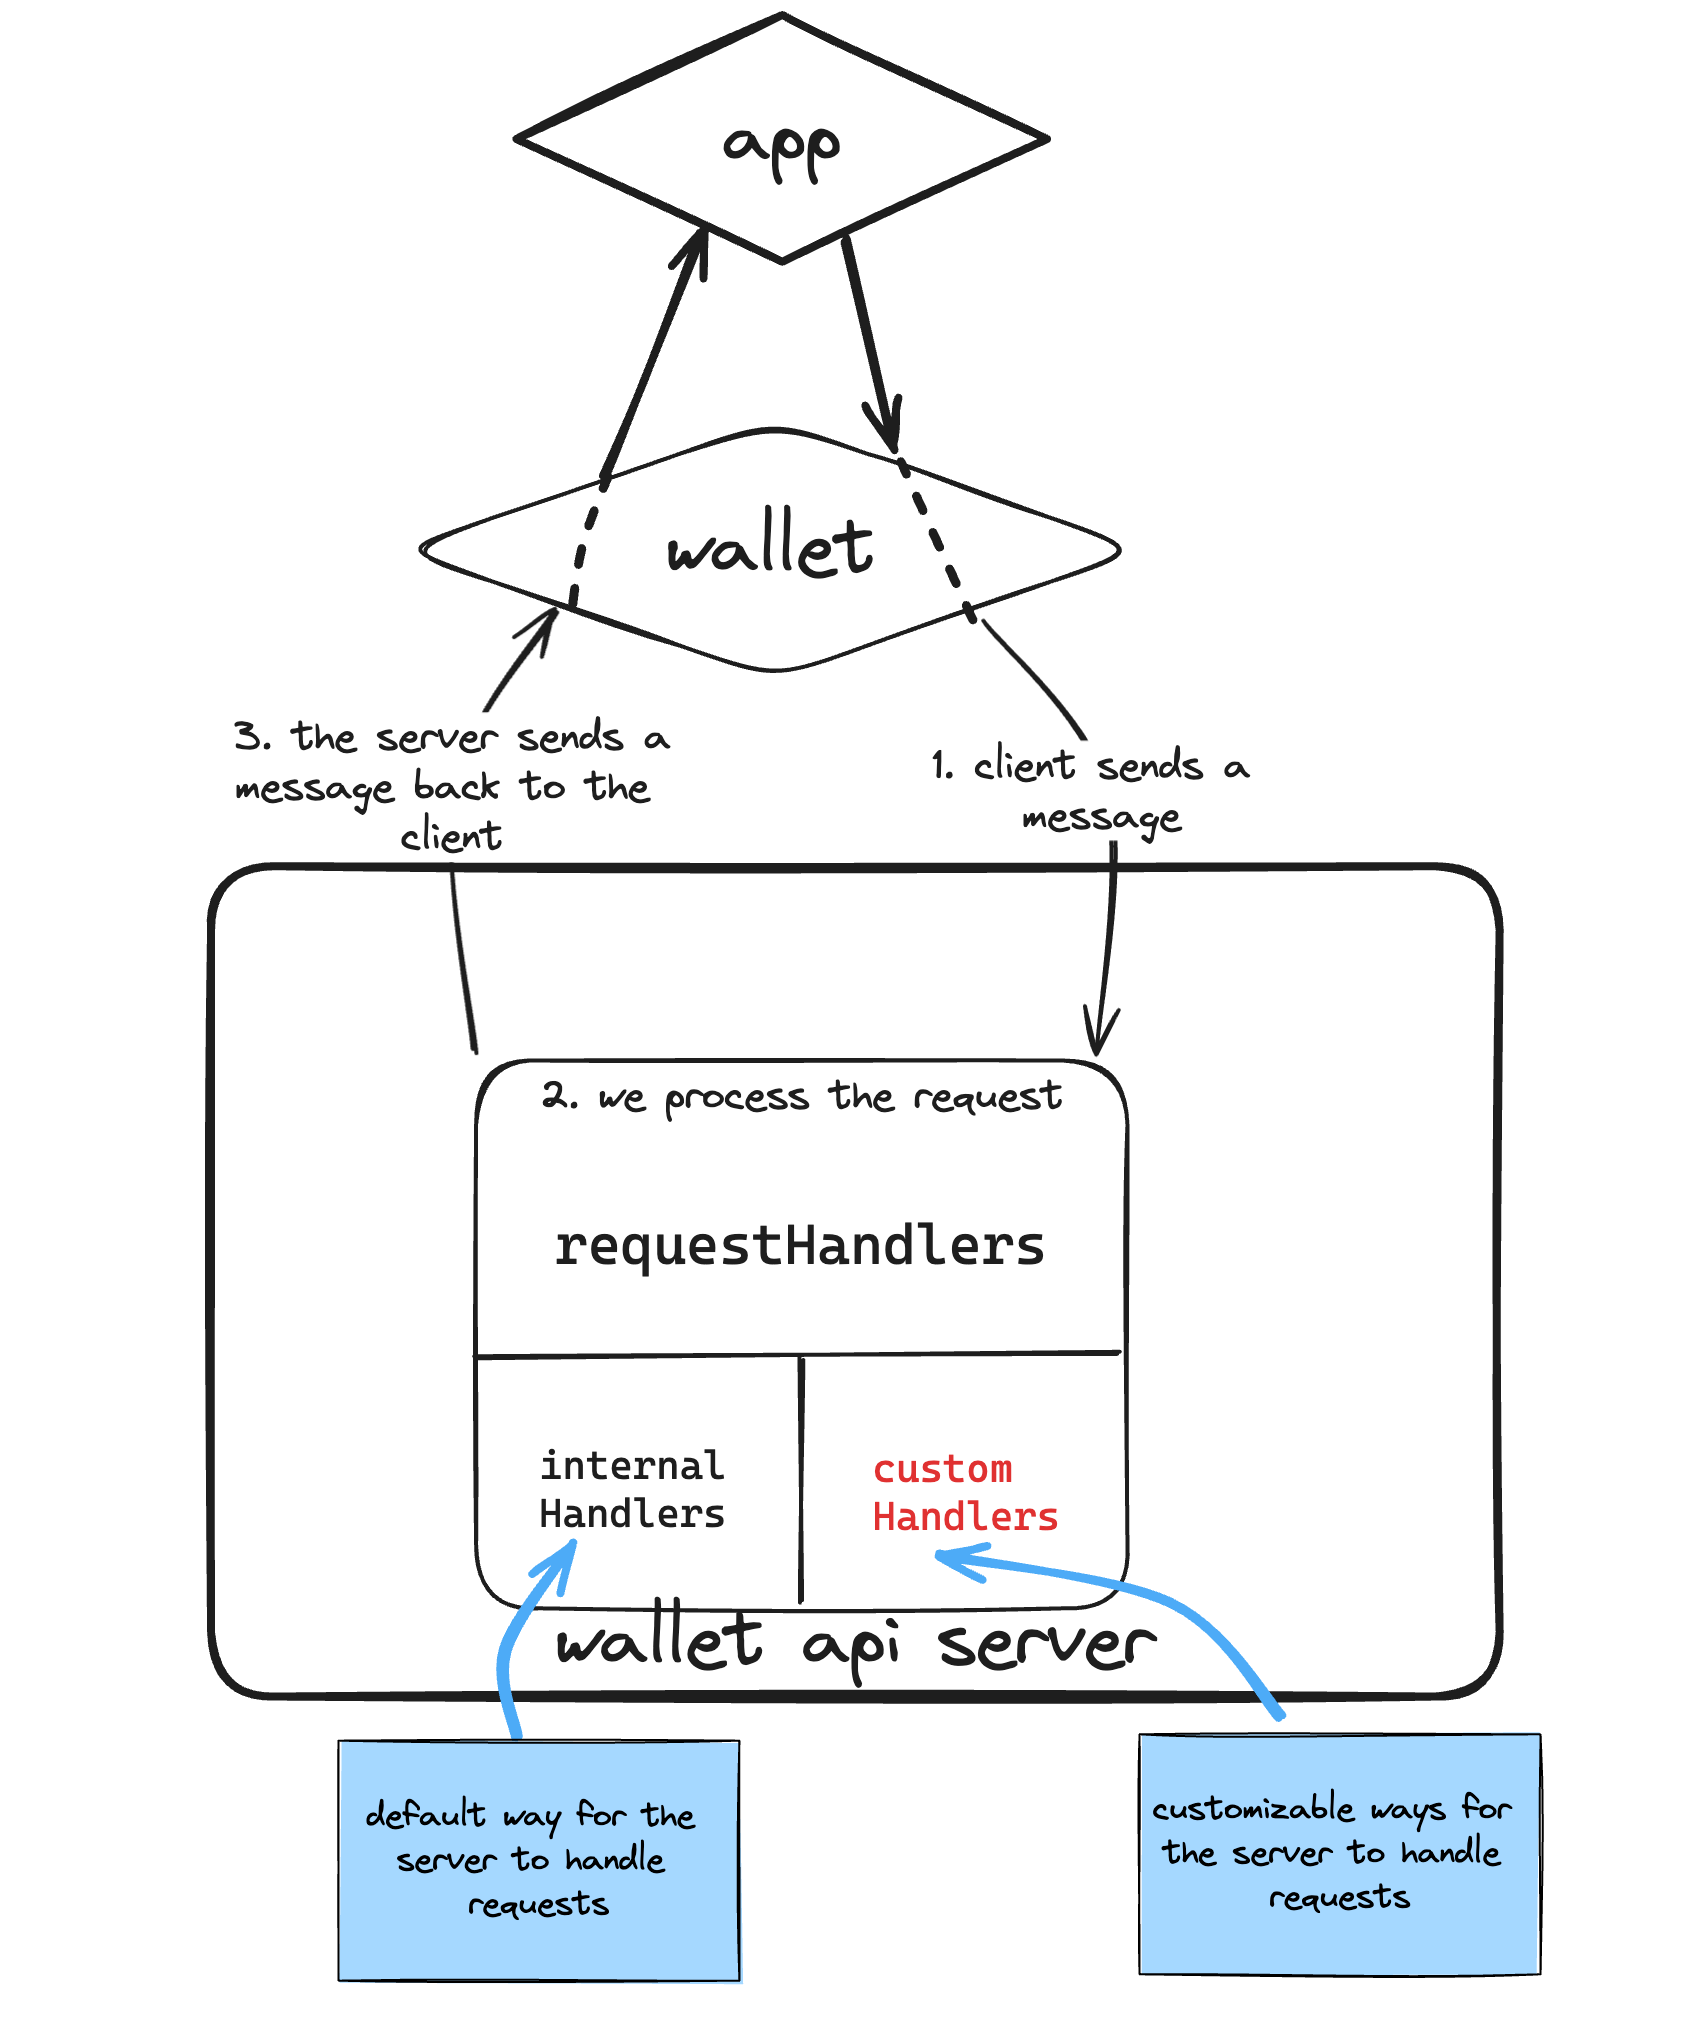 app
wallet
3. the server sends a
message back to the
client
1. client sends a
message
2. we process the request
requestHandlers
internal
Handlers
custom
Handlers
wallet api server
default way for the
server to handle
requests
customizable ways for
the server to handle
requests